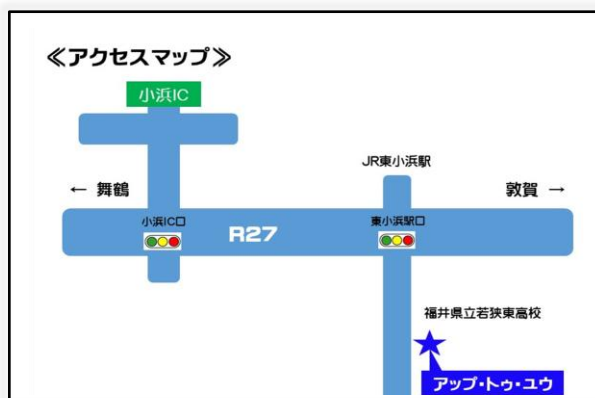 ≪アクセスマップ≫
小浜IC
JR東小浜駅
← 舞鶴
敦賀 →
小浜IC口
R27
東小浜駅口
福井県立若狭東高校
アップ・トゥ・ユウ